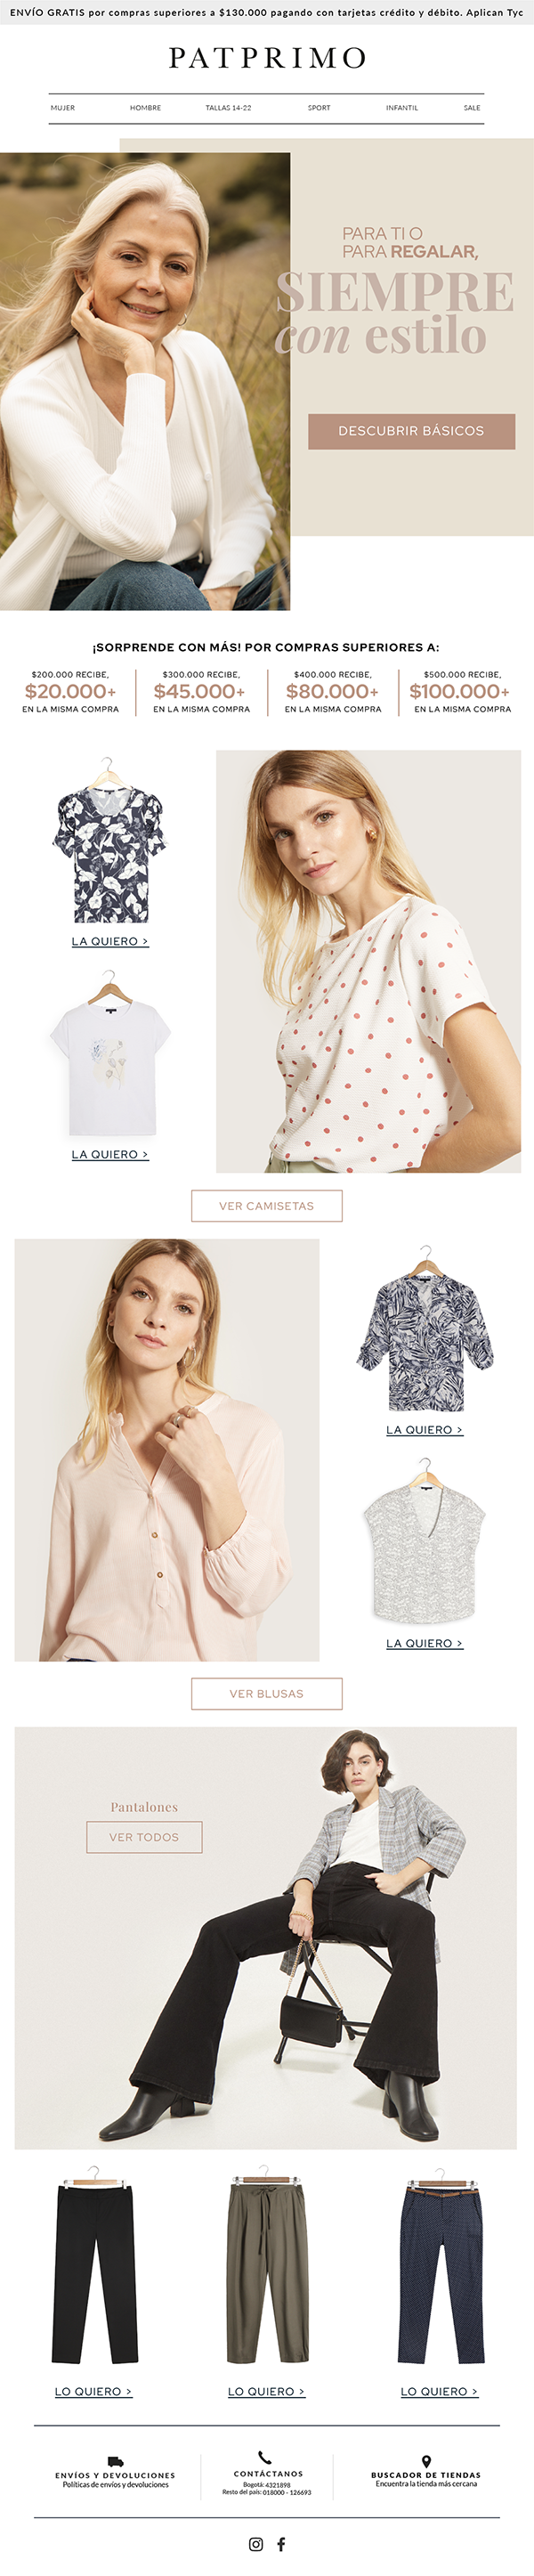 ENVÍO GRATIS por compras superiores a $130.000 pagando con tarjetas crédito y débito. Aplican Tyc
PATPRIMO
MUJER HOMBRE TALLAS 14-22 SPORT INFANTIL SALE
PARA TI O
PARA REGALAR,
SIEMPRE
con estilo
DESCUBRIR BÁSICOS
¡SORPRENDE CON MÁS! POR COMPRAS SUPERIORES A:
$200.000 RECIBE, $300.000 RECIBE, $400.000 RECIBE, $500.000 RECIBE,
$20.000+ $45.000+ $80.000+ $100.000+
EN LA MISMA COMPRA EN LA MISMA COMPRA EN LA MISMA COMPRA EN LA MISMA COMPRA
LA QUIERO >
LA QUIERO >
VER CAMISETAS
LA QUIERO >
LA QUIERO >
VER BLUSAS
Pantalones
VER TODOS
LO QUIERO > LO QUIERO > LO QUIERO >
ENVÍOS Y DEVOLUCIONES
Políticas de envíos y devoluciones
CONTÁCTANOS
Bogotá: 4321898
Resto del país: 018000 - 126693
BUSCADOR DE TIENDAS
Encuentra la tienda más cercana